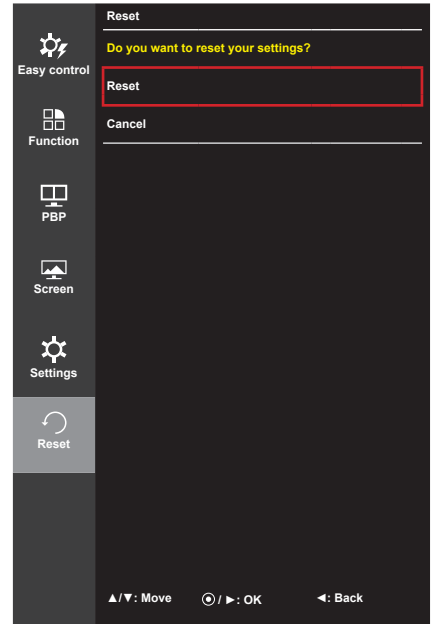 Reset
Do you want to reset your settings?
Reset
Cancel
Easy control
Function
PBP
Screen
Settings
Reset
▲/▼: Move ⦿ / ►: OK ◄: Back